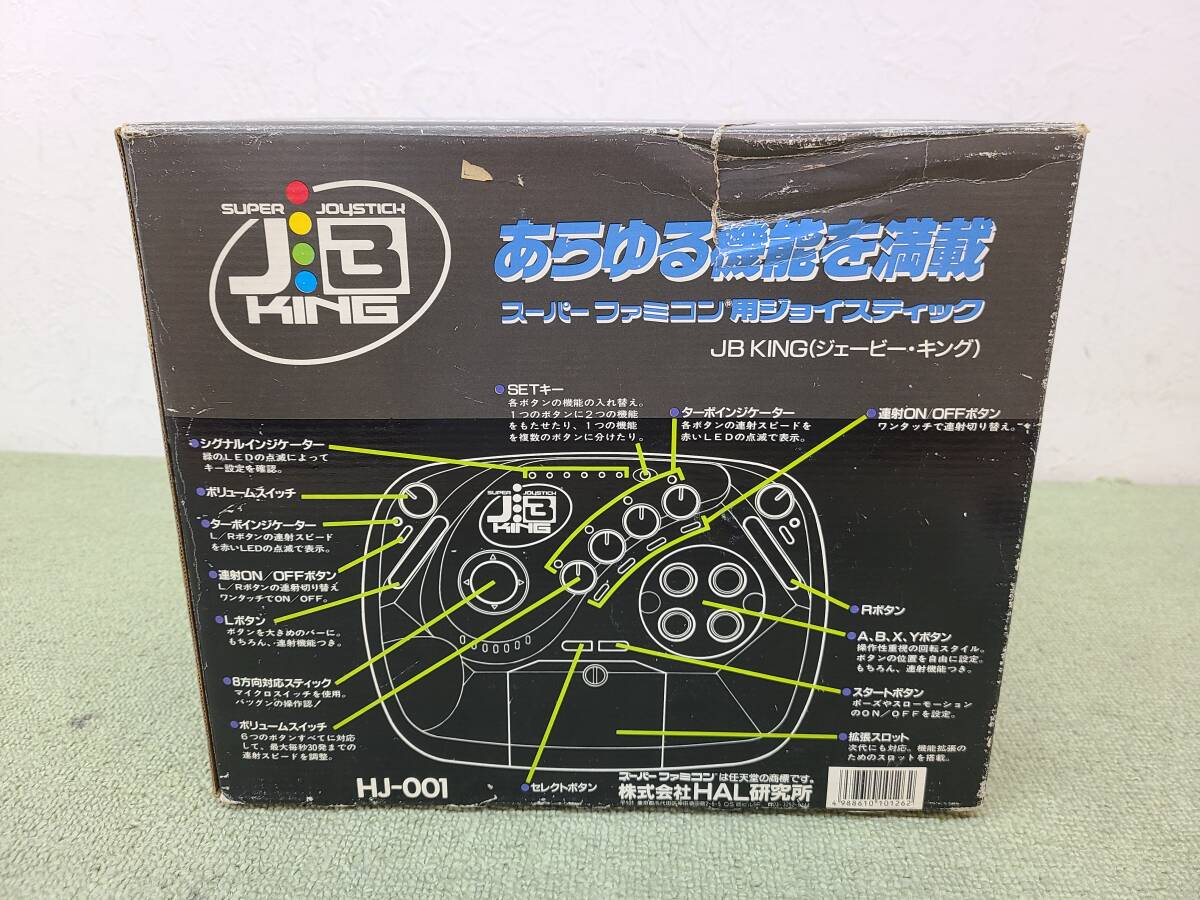 SUPER JOYSTICK
JB
KING
あらゆる機能を満載
スーパーファミコン®用ジョイスティック
JB KING(ジェービー・キング)
SETキー
各ボタンの機能の入れ替え。
1つのボタンに2つの機能
をもたせたり、1つの機能
を複数のボタンに分けたり。
ターボインジケーター
各ボタンの連射スピードを
赤いLEDの点滅で表示。
連射ON/OFFボタン
ワンタッチで連射切り替え。
シグナルインジケーター
緑のLEDの点滅によって
キー設定を確認。
ボリュームスイッチ
ターボインジケーター
L/Rボタンの連射スピード
を赤いLEDの点滅で表示。
連射ON/OFFボタン
L/Rボタンの連射切り替え
ワンタッチでON/OFF。
Lボタン
ボタンを大きめのバーに。
もちろん、連射機能つき。
8方向対応スティック
マイクロスイッチを使用。
バツグンの操作認!
ボリュームスイッチ
6つのボタンすべてに対応
して、最大毎秒30発までの
連射スピードを調整。
SUPER JOYSTICK
JB
KING
Rボタン
A、B、X、Yボタン
操作性重視の回転スタイル。
ボタンの位置を自由に設定。
もちろん、連射機能つき。
スタートボタン
ポーズやスローモーション
のON/OFFを設定。
拡張スロット
次代にも対応、機能拡張の
ためのスロットを搭載。
セレクトボタン
HJ-001
スーパーファミコンは任天堂の商標です。
株式会社HAL研究所
4 988610 101262